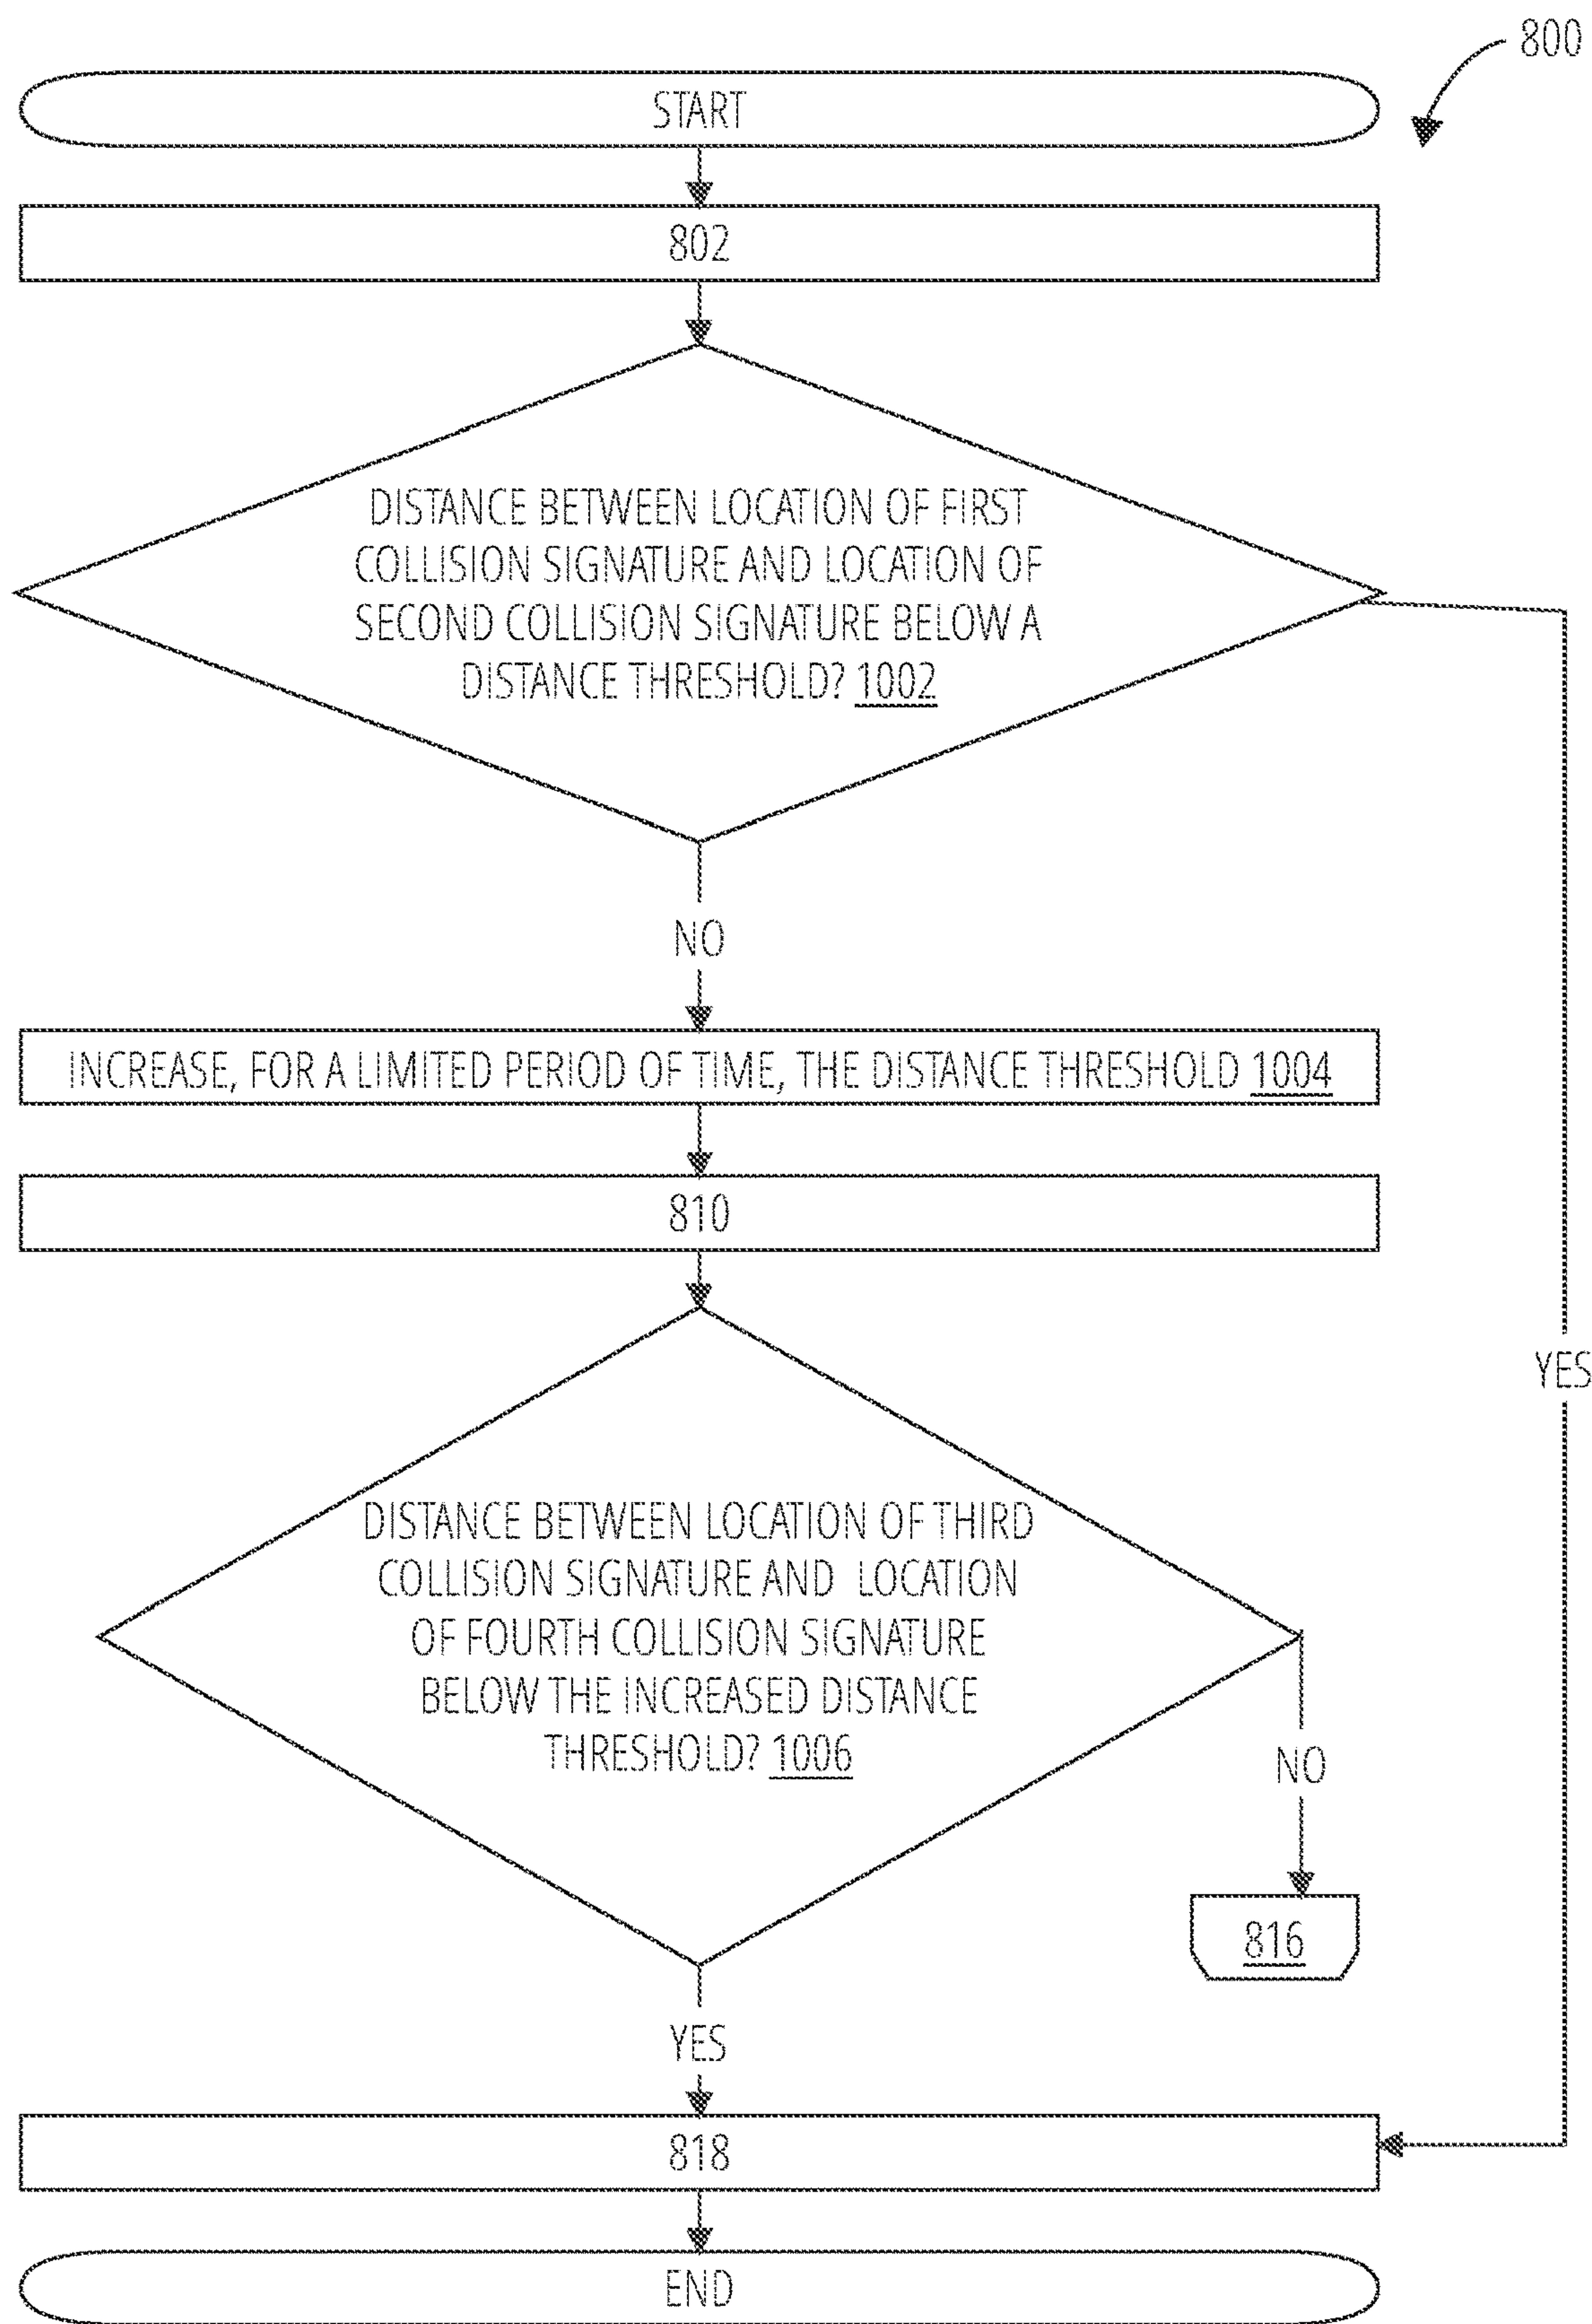 800
START
802
DISTANCE BETWEEN LOCATION OF FIRST
COLLISION SIGNATURE AND LOCATION OF
SECOND COLLISION SIGNATURE BELOW A
DISTANCE THRESHOLD? 1002
NO
INCREASE, FOR A LIMITED PERIOD OF TIME, THE DISTANCE THRESHOLD 1004
810
YES
DISTANCE BETWEEN LOCATION OF THIRD
COLLISION SIGNATURE AND LOCATION
OF FOURTH COLLISION SIGNATURE
BELOW THE INCREASED DISTANCE
THRESHOLD? 1006
NO
816
YES
818
END